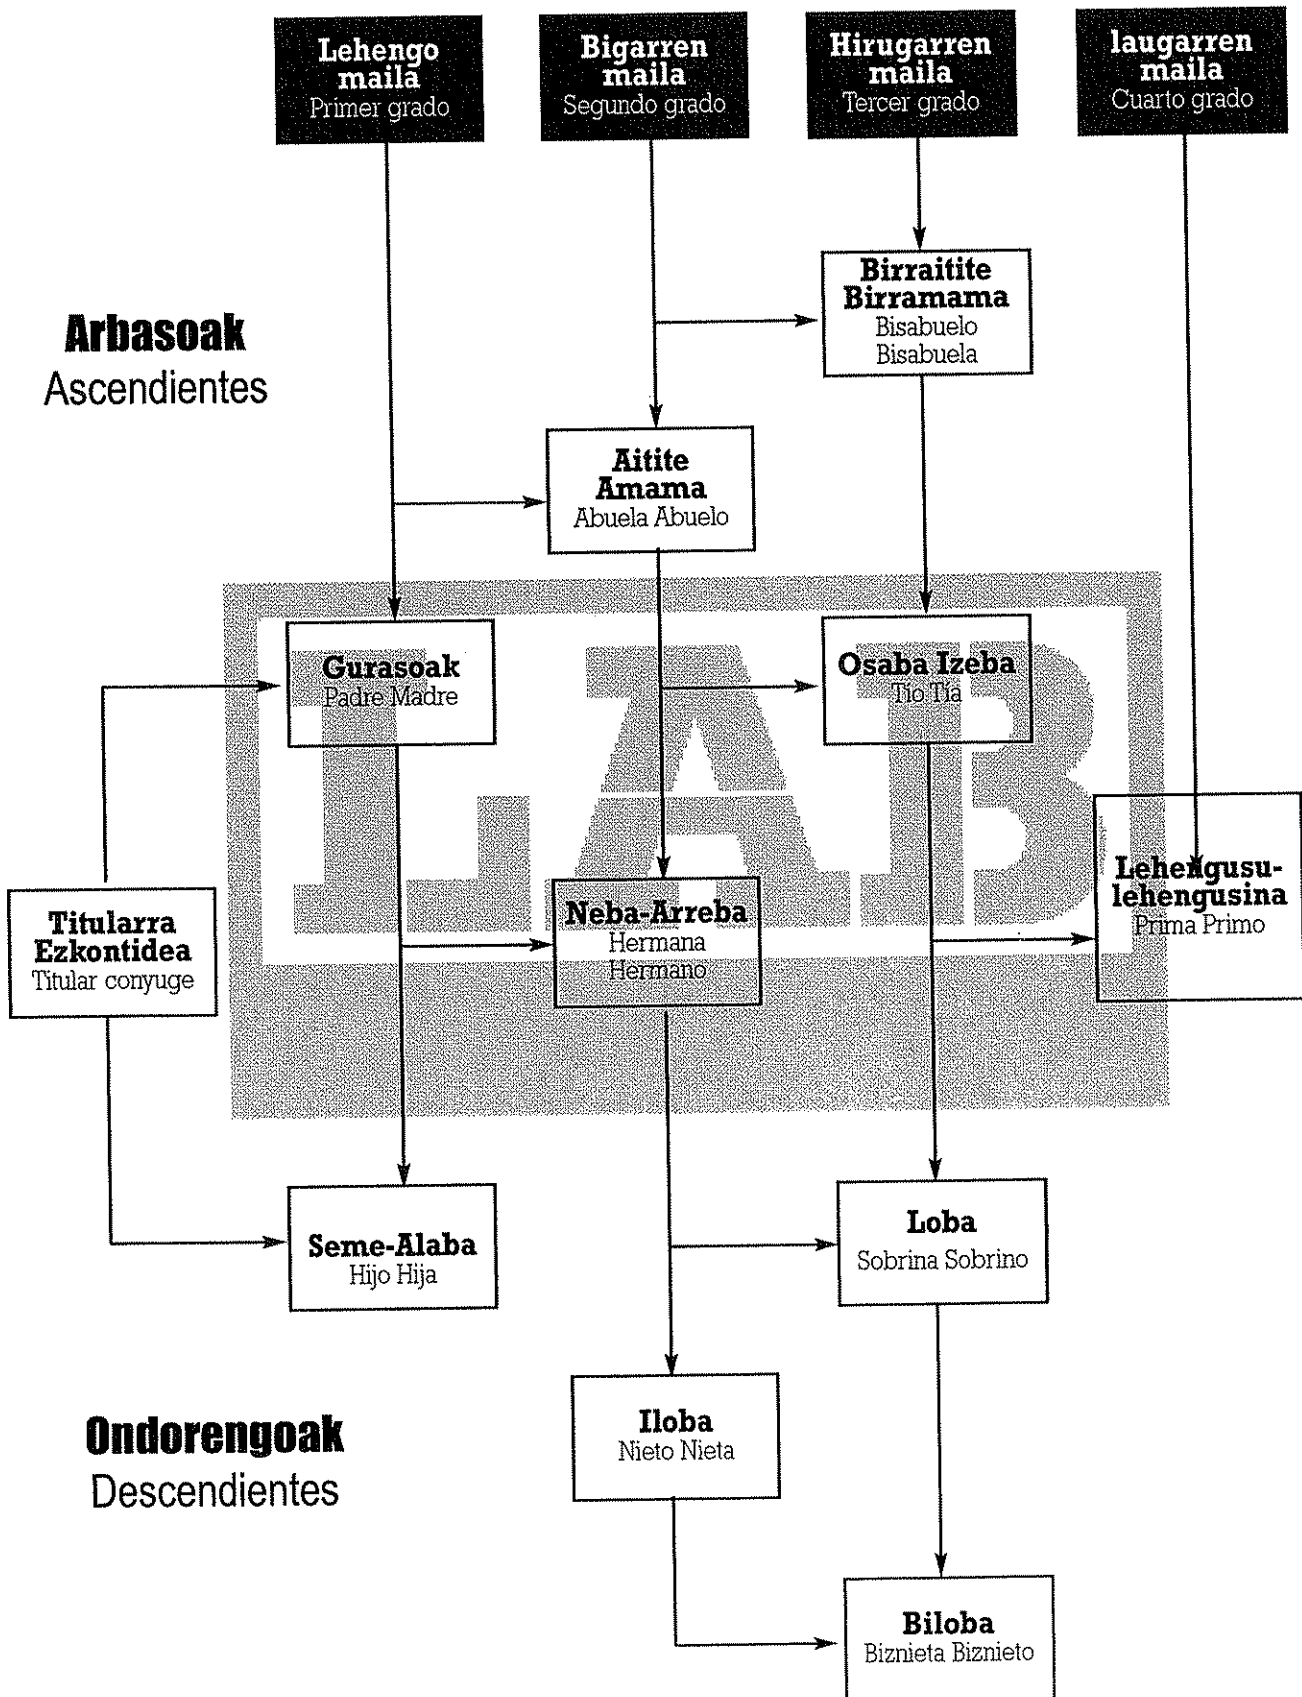 Lehengo
maila
Primer grado
Bigarren
maila
Segundo grado
Hirugarren
maila
Tercer grado
laugarren
maila
Cuarto grado
Birraitite
Birramama
Bisabuelo
Bisabuela
Arbasoak
Ascendientes
Aitite
Amama
Abuela Abuelo
Gurasoak
Padre Madre
Osaba Izeba
Tio Tia
LAB
Lehengusu-
lehengusina
Prima Primo
Titularra
Ezkontidea
Titular conyuge
Neba-Arreba
Hermana
Hermano
Seme-Alaba
Hijo Hija
Loba
Sobrina Sobrino
Iloba
Nieto Nieta
Ondorengoak
Descendientes
Biloba
Biznieta Biznieto